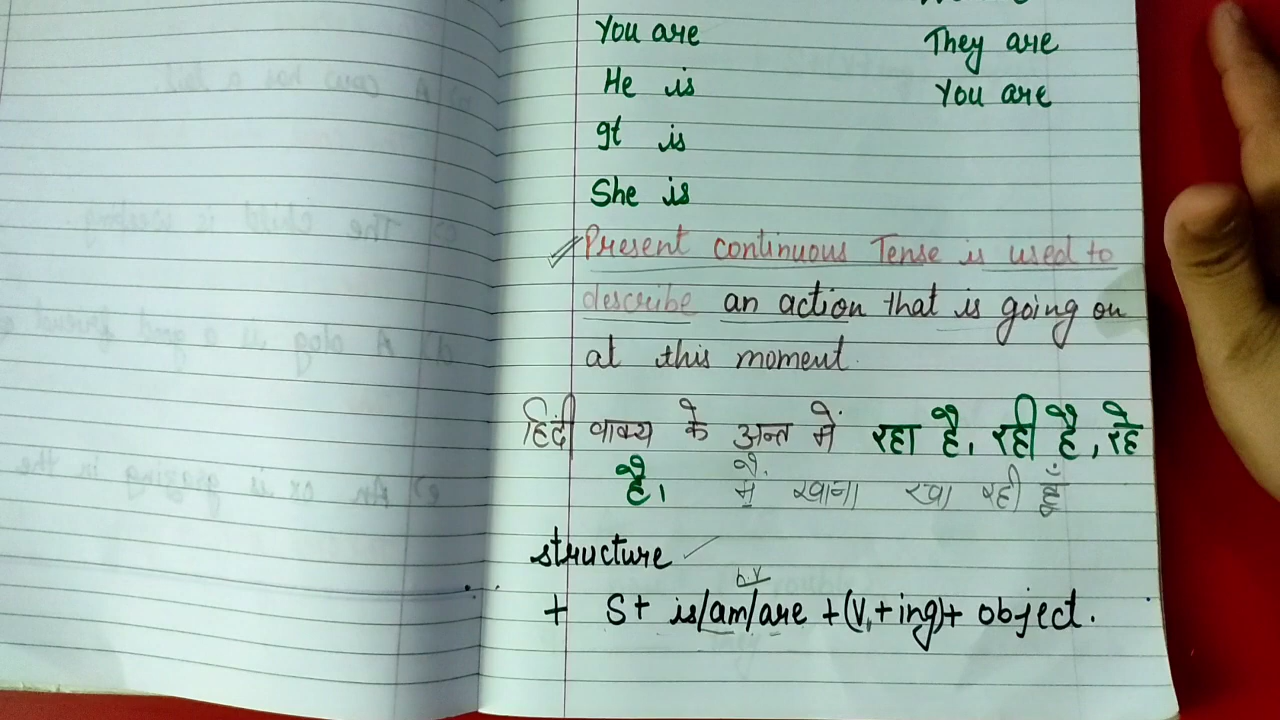 You are They are
He is You are
It is
She is
Present continuous Tense is used to
describe an action that is going on
at this moment.
हिंदी वाक्य के अन्त में रहा है, रही है, रहे
है।
मैं खाना खा रही हूँ
structure
+ S+ is/am/are +(V₁+ing)+ object.